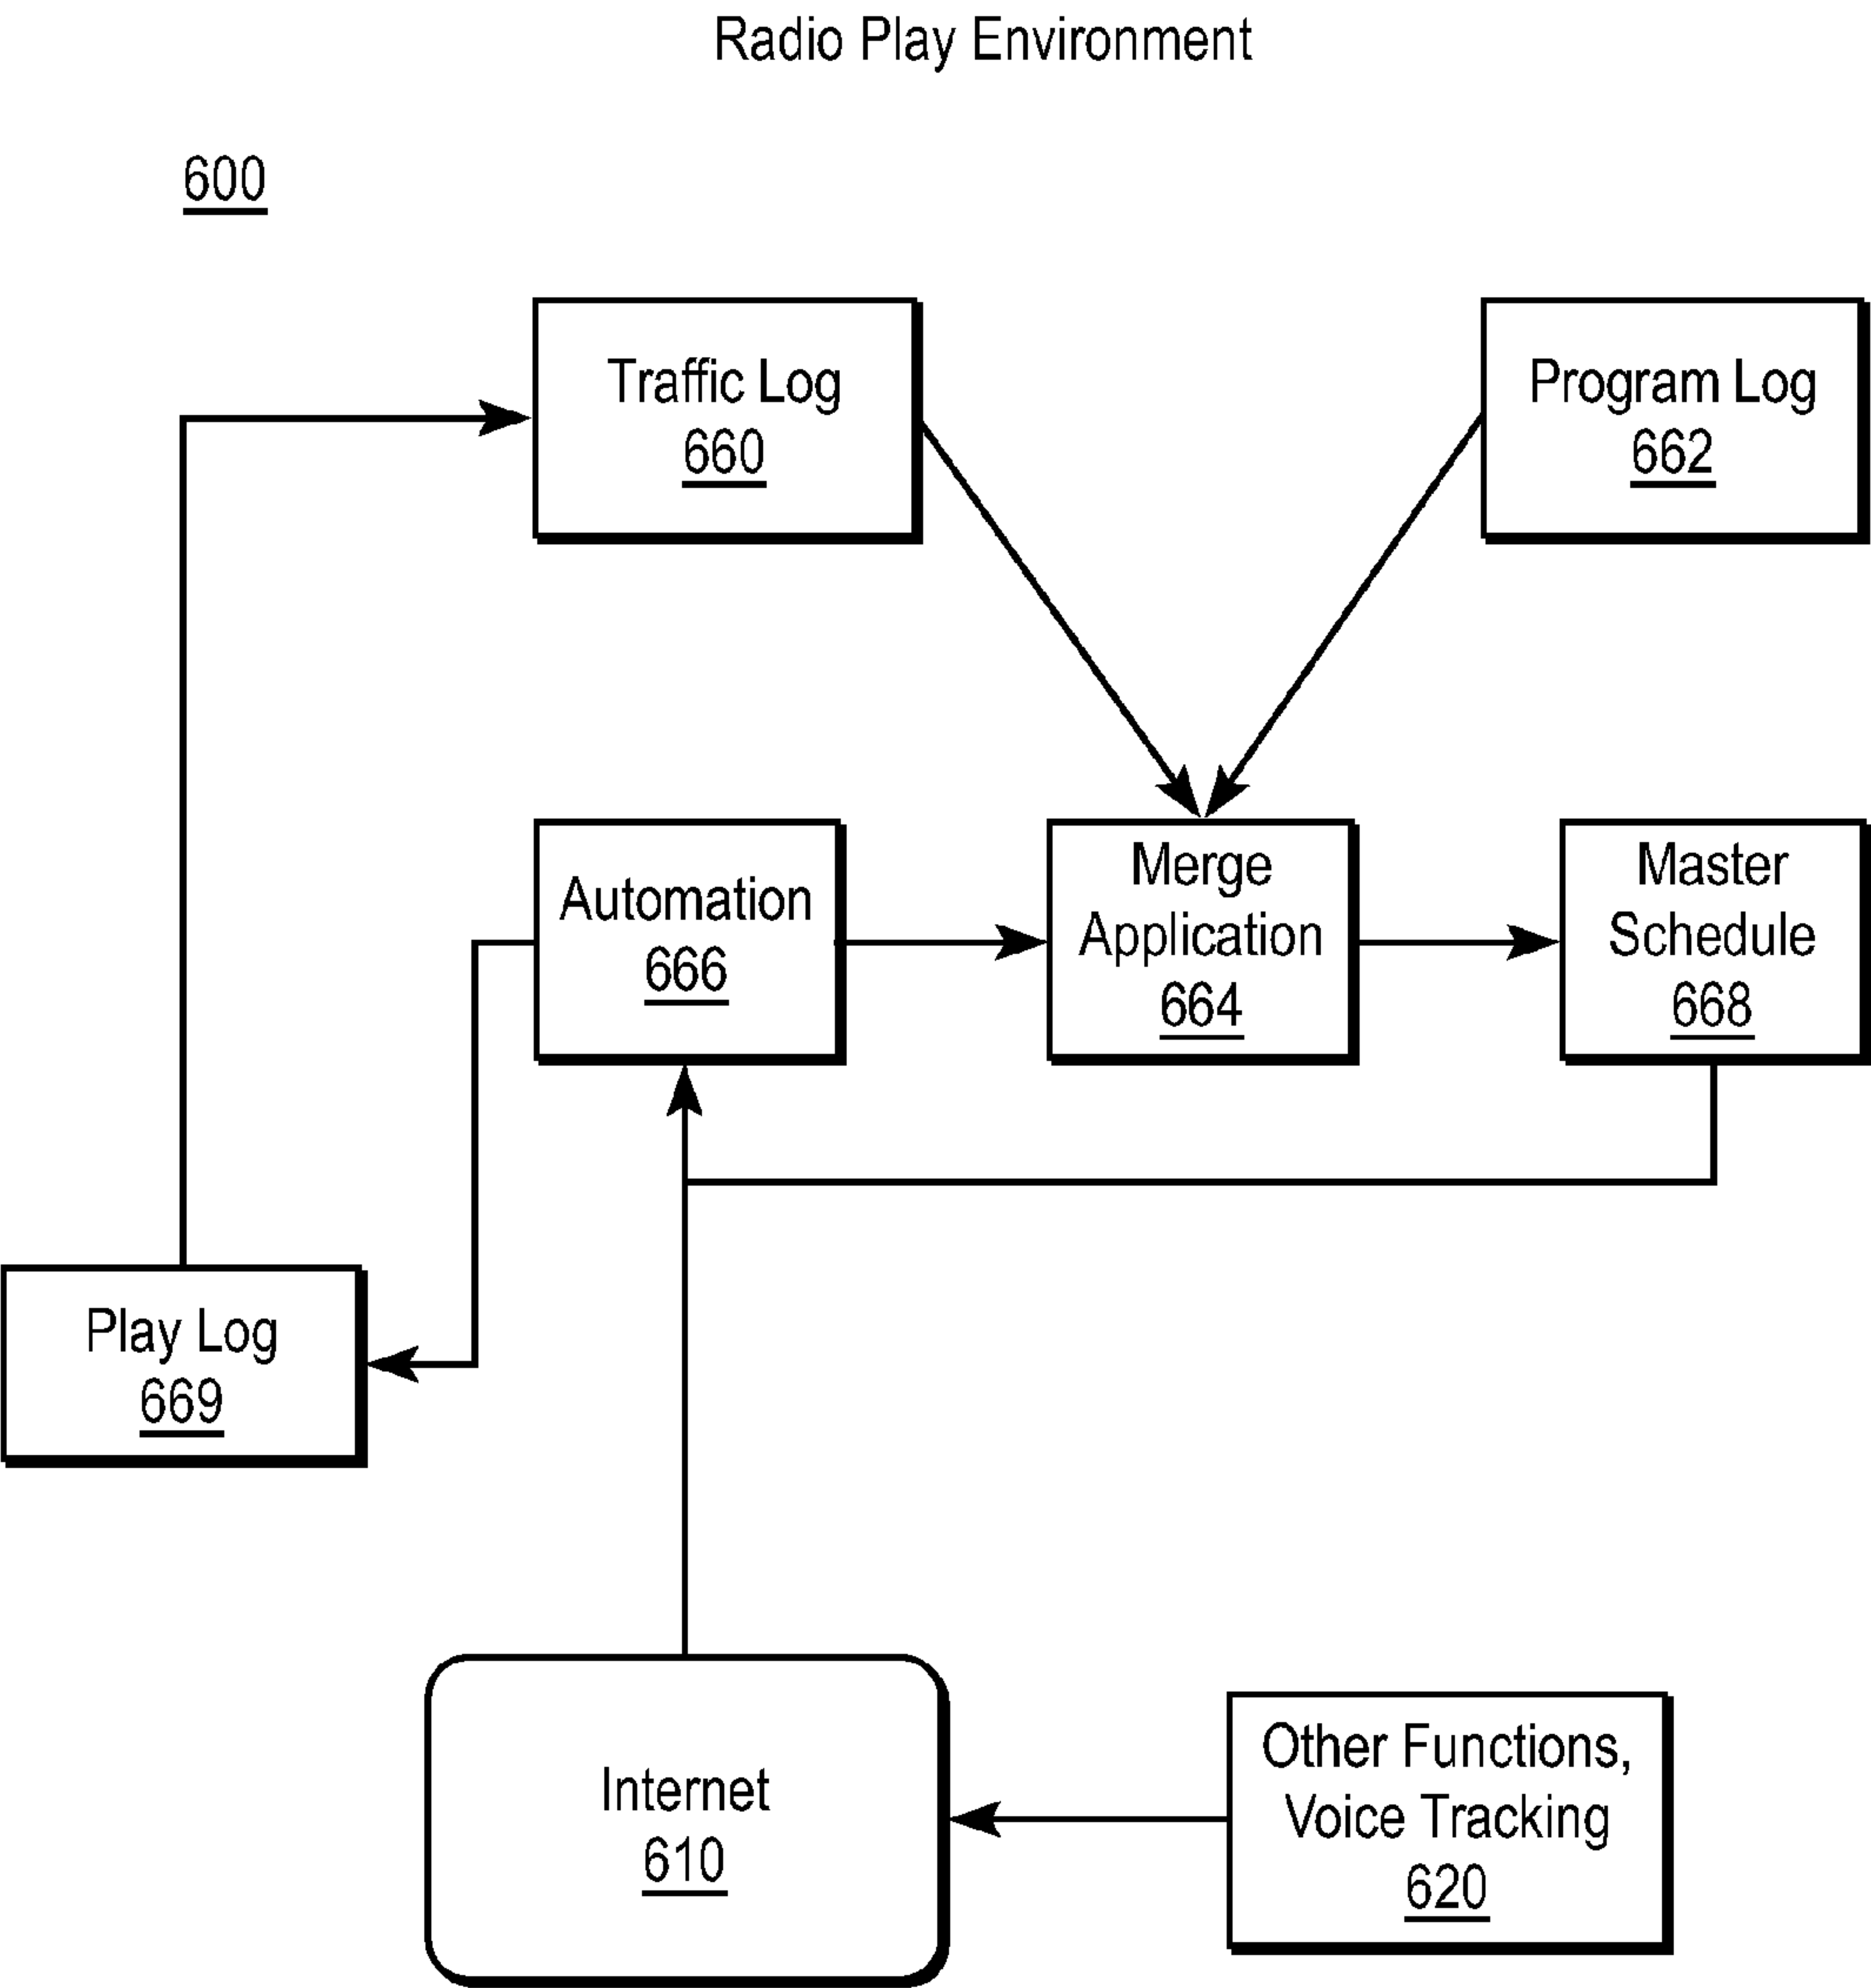 Radio Play Environment
600
Traffic Log
660
Program Log
662
Automation
666
Merge
Application
664
Master
Schedule
668
Play Log
669
Internet
610
Other Functions,
Voice Tracking
620